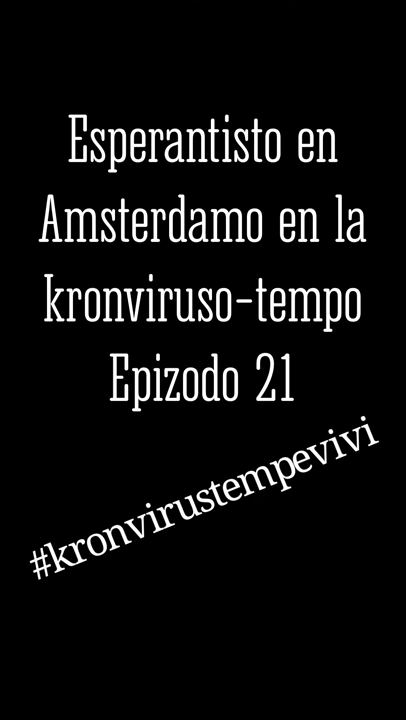 Esperantisto en
Amsterdamo en la
kronviruso-tempo
Epizodo 21
#kronvirustempevivi